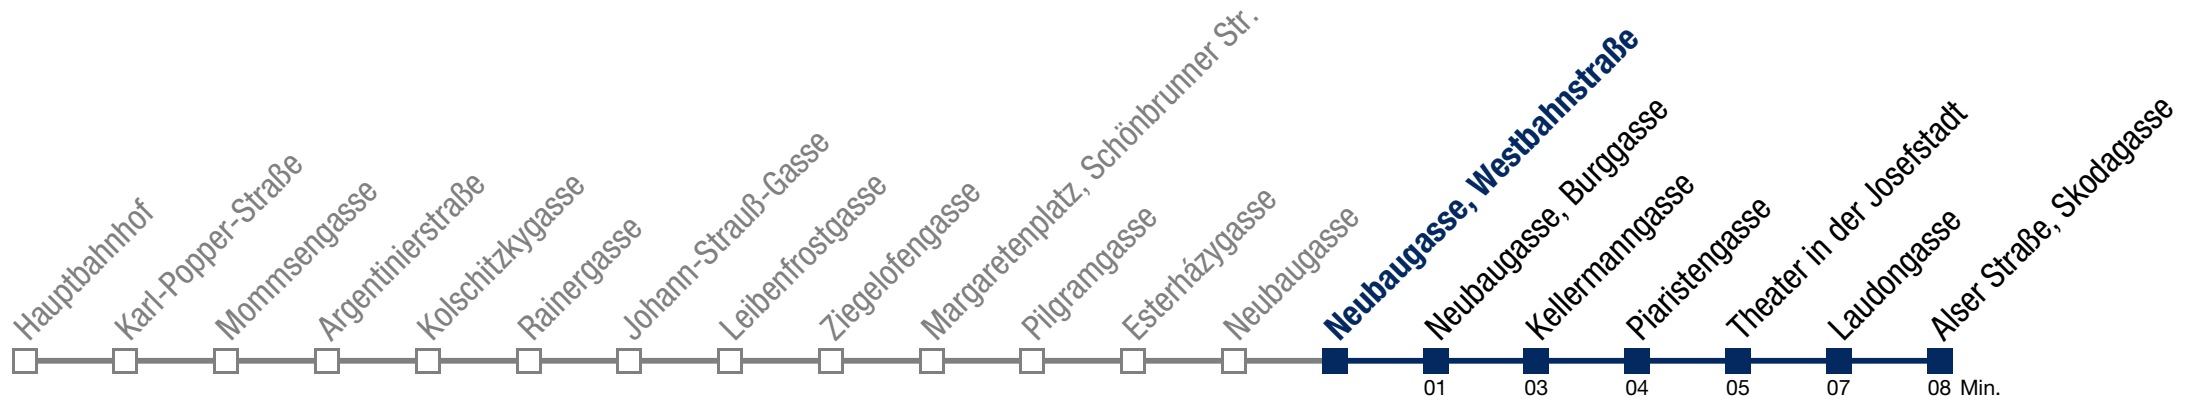 Hauptbahnhof
Karl-Popper-Straße
Mommsengasse
Argentinierstraße
Kolschitzkygasse
Rainergasse
Johann-Strauß-Gasse
Leibenfrostgasse
Ziegelofengasse
Margaretenplatz, Schönbrunner Str.
Pilgramgasse
Esterházygasse
Neubaugasse
Neubaugasse, Westbahnstraße
Neubaugasse, Burggasse
Kellermanngasse
Piaristengasse
Theater in der Josefstadt
Laudongasse
Alser Straße, Skodagasse
01 03 04 05 07 08 Min.